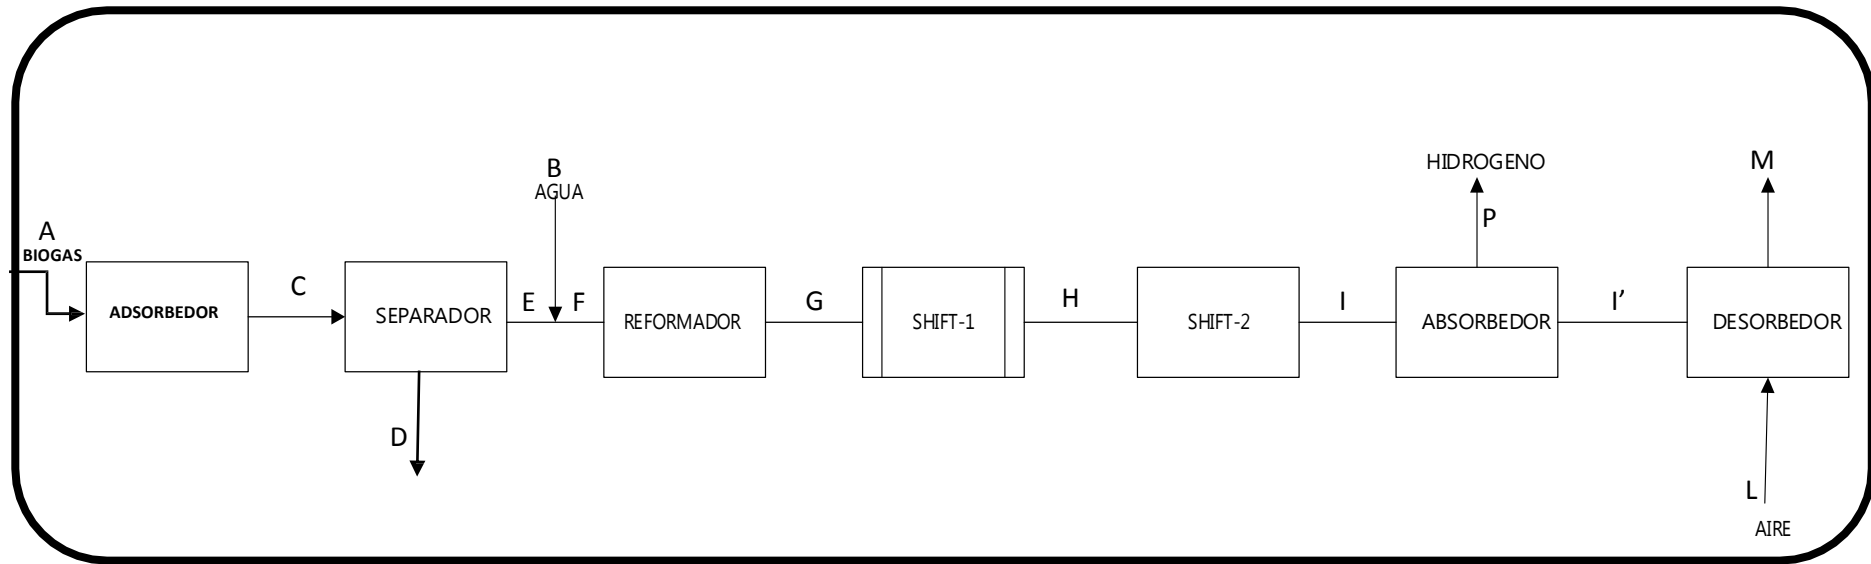 A
BIOGAS
ADSORBEDOR
C
SEPARADOR
D
E
B
AGUA
F
REFORMADOR
G
SHIFT-1
H
SHIFT-2
I
HIDROGENO
P
ABSORBEDOR
I’
M
DESORBEDOR
L
AIRE